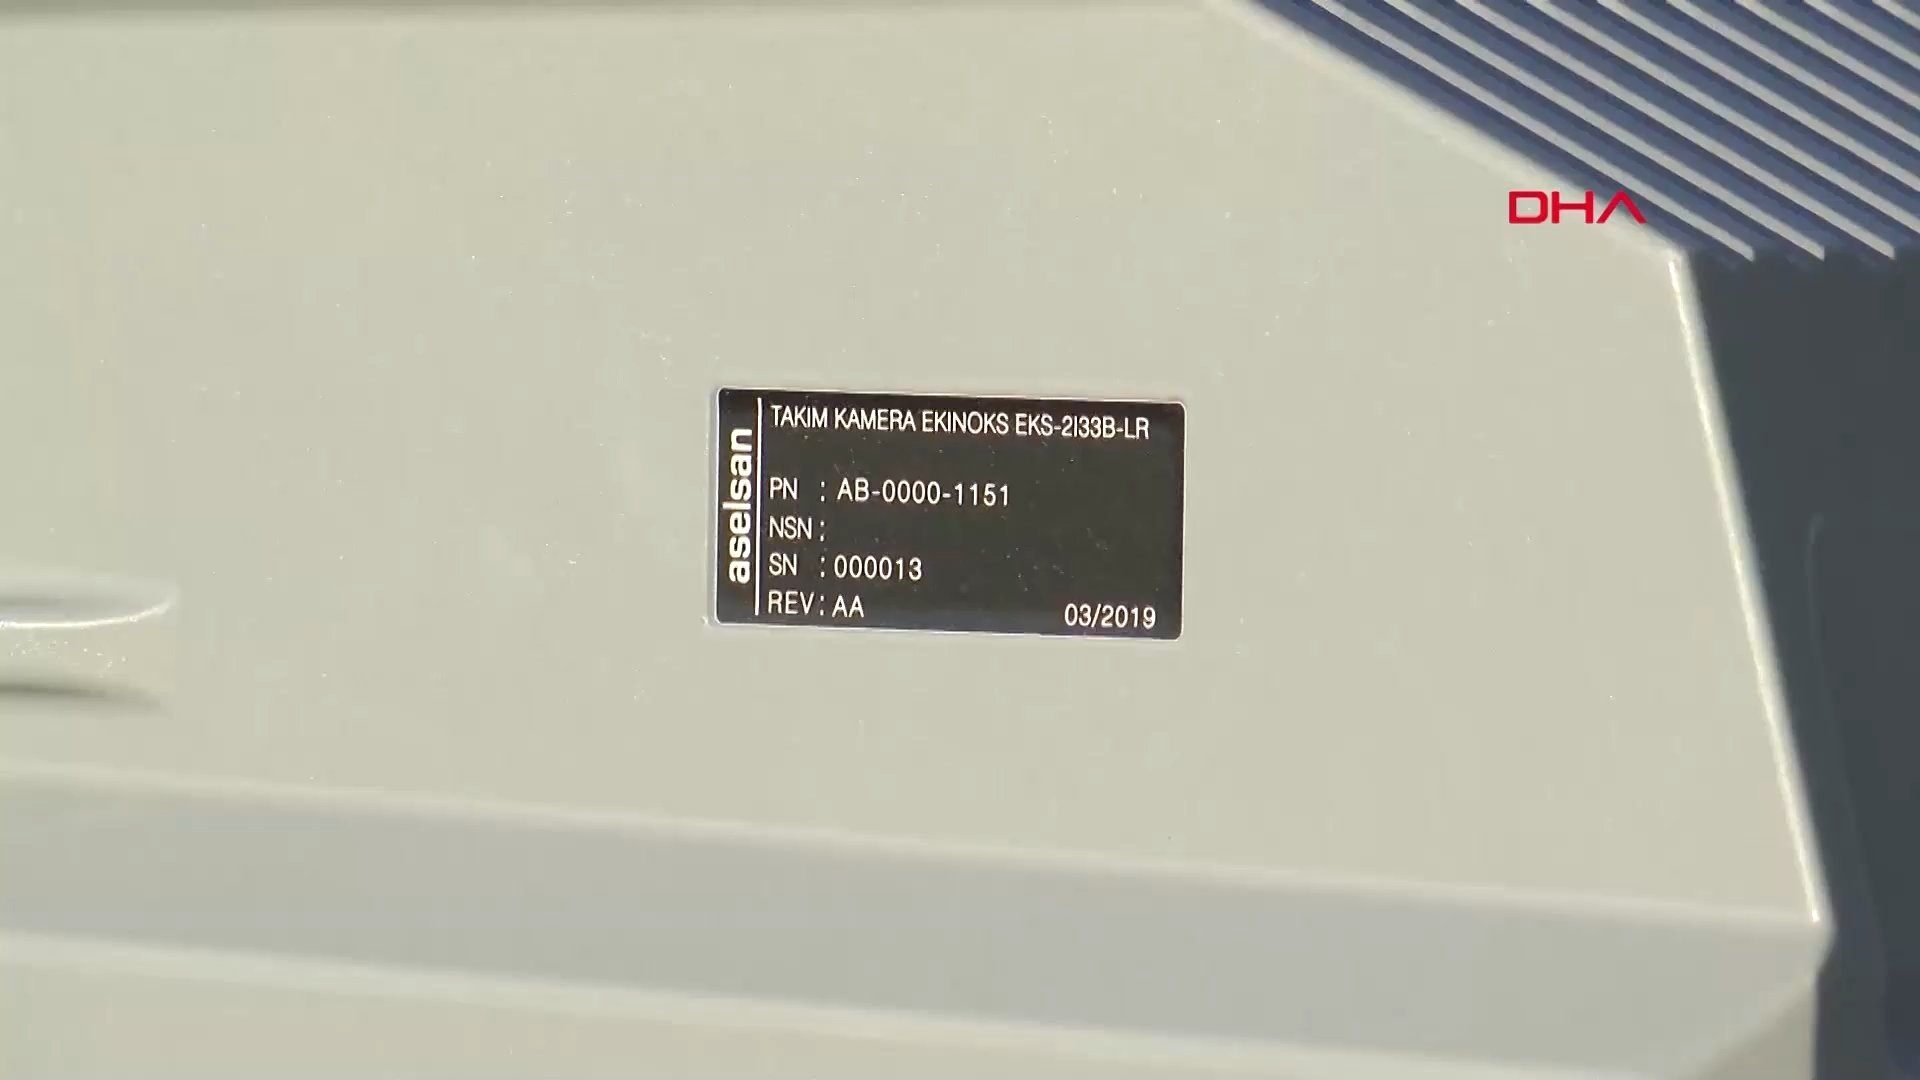 DHA
aselsan
TAKIM KAMERA EKINOKS EKS-2I33B-LR
PN : AB-0000-1151
NSN :
SN : 000013
REV : AA
03/2019